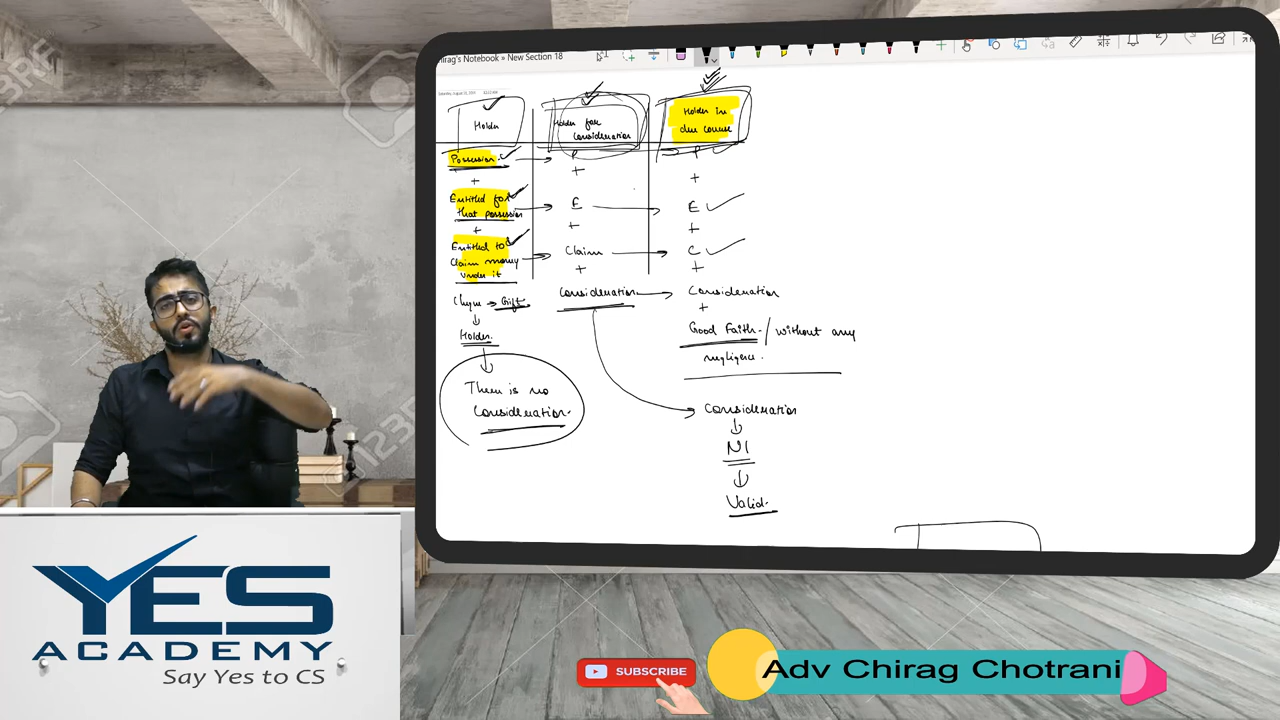 Chirag's Notebook » New Section 18
Holder
Holder for
Consideration
Holder in
due course
Possession
P
P
+
+
+
Entitled for
that possession
E
E
+
+
+
Entitled to
Claim money
under it
Claim
C
+
+
Cheque → Gift
Consideration
Consideration
+
Holder.
Good Faith / without any
negligence.
There is no
Consideration.
Consideration
NI
Valid.
YES
ACADEMY
Say Yes to CS
SUBSCRIBE
Adv Chirag Chotrani